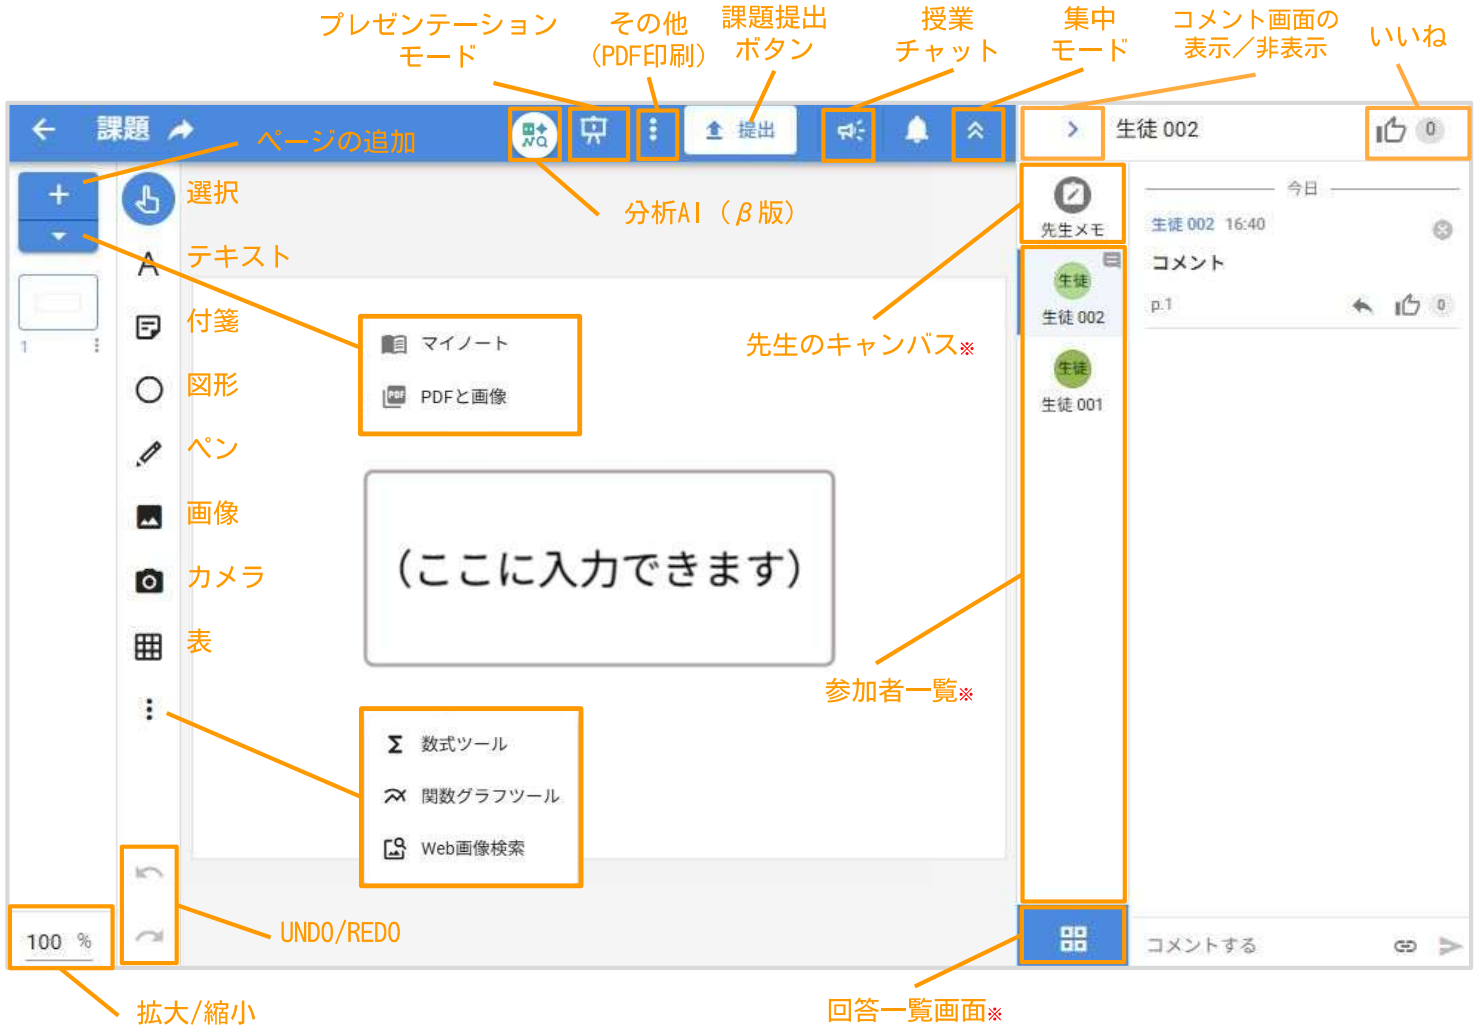 プレゼンテーション
モード
その他
(PDF印刷)
課題提出
ボタン
授業
チャット
集中
モード
コメント画面の
表示／非表示
いいね
課題
提出
生徒 002
0
ページの追加
分析AI（β版）
選択
テキスト
付箋
図形
ペン
画像
カメラ
表
1
マイノート
PDFと画像
（ここに入力できます）
数式ツール
関数グラフツール
Web画像検索
UNDO/REDO
100 %
拡大/縮小
先生のキャンバス※
参加者一覧※
回答一覧画面※
先生メモ
生徒
生徒 002
生徒
生徒 001
今日
生徒 002 16:40
コメント
p.1
0
コメントする